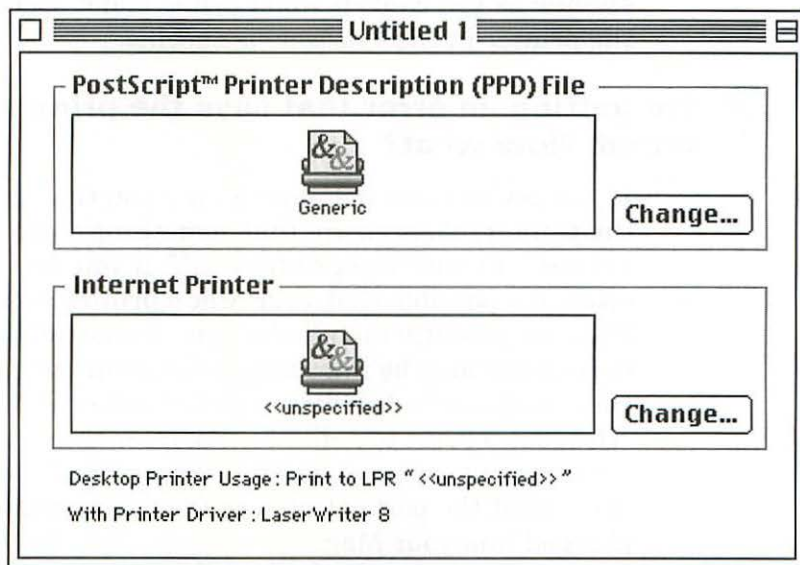 Untitled 1
PostScript™ Printer Description (PPD) File
&&
Generic
Change...
Internet Printer
&&
<<unspecified>>
Change...
Desktop Printer Usage : Print to LPR “<<unspecified>>”
With Printer Driver : LaserWriter 8